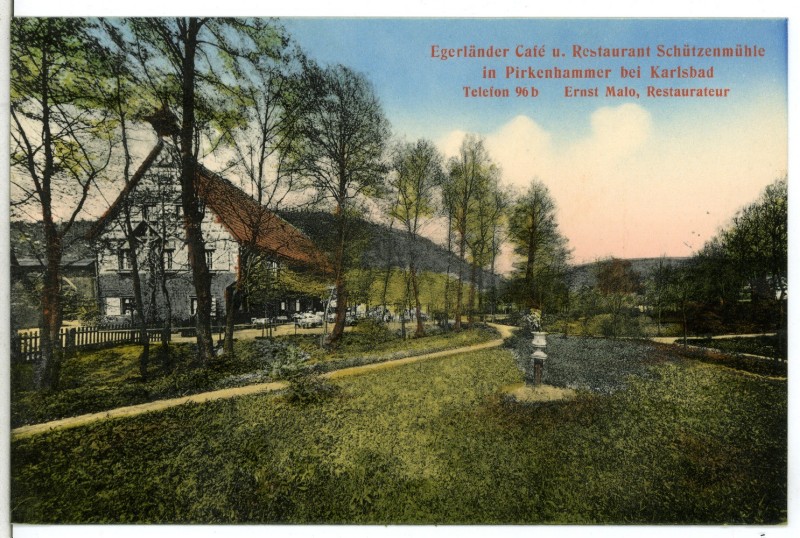 Egerländer Café u. Restaurant Schützenmühle
in Pirkenhammer bei Karlsbad
Telefon 96 b Ernst Malo, Restaurateur